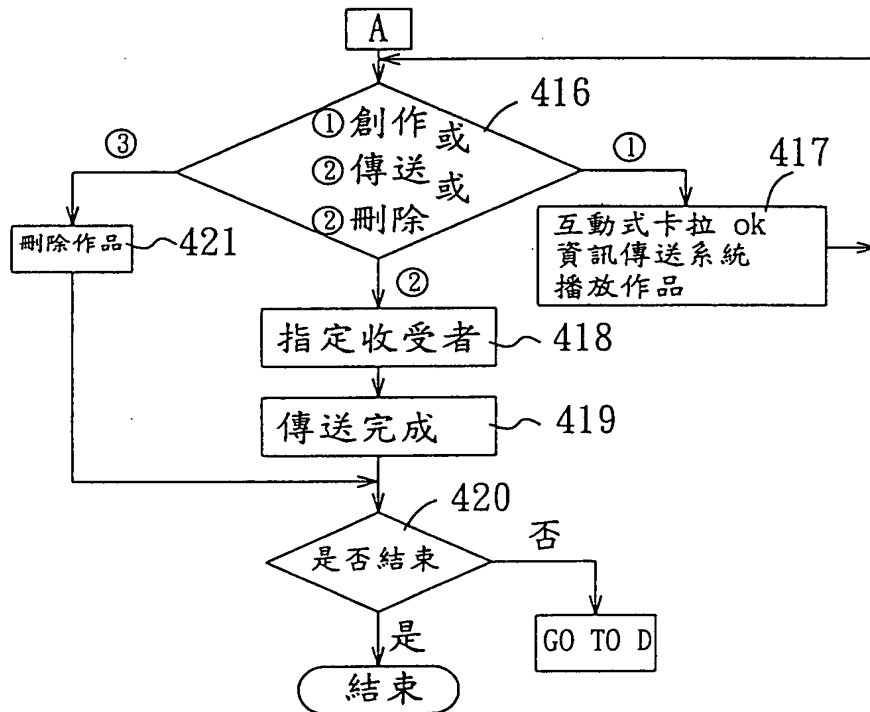 A
416
①創作或
②傳送或
②刪除
③
①
417
互動式卡拉 ok
資訊傳送系統
播放作品
刪除作品
421
②
指定收受者
418
傳送完成
419
420
是否結束
否
是
GO TO D
結束